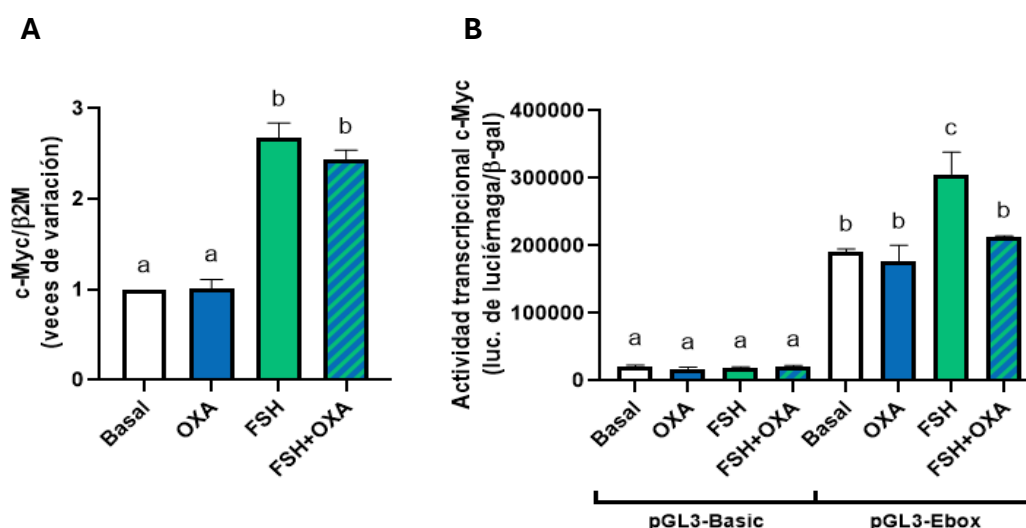 A
c-Myc/β2M
(veces de variación)
3
2
1
0
a
a
b
b
Basal
OXA
FSH
FSH+OXA
B
Actividad transcripcional c-Myc
(luc. de luciérnaga/β-gal)
400000
300000
200000
100000
0
a
a
a
a
b
b
c
b
Basal
OXA
FSH
FSH+OXA
Basal
OXA
FSH
FSH+OXA
pGL3-Basic
pGL3-Ebox